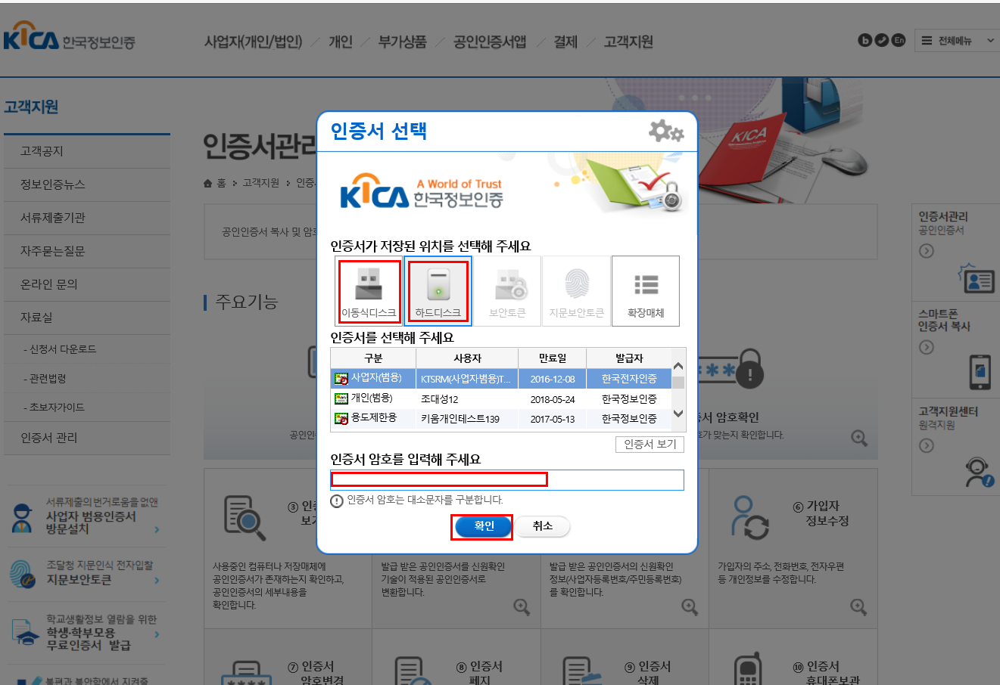 KICA 한국정보인증
사업자(개인/법인) 개인 부가상품 공인인증서앱 결제 고객지원
b En 전체메뉴
고객지원
고객공지
정보인증뉴스
서류제출기관
자주묻는질문
온라인 문의
자료실
- 신청서 다운로드
- 관련법령
- 초보자가이드
인증서 관리
서류제출의 번거로움을 없앤
사업자 범용인증서
방문설치
조달청 지문인식 전자입찰
지문보안토큰
학교생활정보 열람을 위한
학생·학부모용
무료인증서 발급
불편과 불안함에서 지켜줄
인증서관리
홈 고객지원 인증
공인인증서 복사 및 암호
KICA
주요기능
공인인
서 암호확인
호가 맞는지 확인합니다.
인증서 선택
KICA A World of Trust
한국정보인증
인증서가 저장된 위치를 선택해 주세요
이동식디스크 하드디스크 보안토큰 지문보안토큰 확장매체
인증서를 선택해 주세요
구분 사용자 만료일 발급자
사업자(범용) KTSRM(사업자범용)T... 2016-12-08 한국전자인증
개인(범용) 조대성12 2018-05-24 한국정보인증
용도제한용 키움개인테스트139 2017-05-13 한국정보인증
인증서 보기
인증서 암호를 입력해 주세요
인증서 암호는 대소문자를 구분합니다.
확인 취소
③ 인증
보기
사용중인 컴퓨터나 저장매체에
공인인증서가 존재하는지 확인하고,
공인인증서의 세부내용을
확인합니다.
발급 받은 공인인증서를 신원확인
기술이 적용된 공인인증서로
변환합니다.
발급 받은 공인인증서의 신원확인
정보(사업자등록번호/주민등록번호)
를 확인합니다.
⑥ 가입자
정보수정
가입자의 주소, 전화번호, 전자우편
등 개인정보를 수정합니다.
⑦ 인증서
암호변경
⑧ 인증서
폐지
⑨ 인증서
삭제
⑩ 인증서
휴대폰보관
인증서관리
공인인증서
스마트폰
인증서 복사
고객지원센터
원격지원